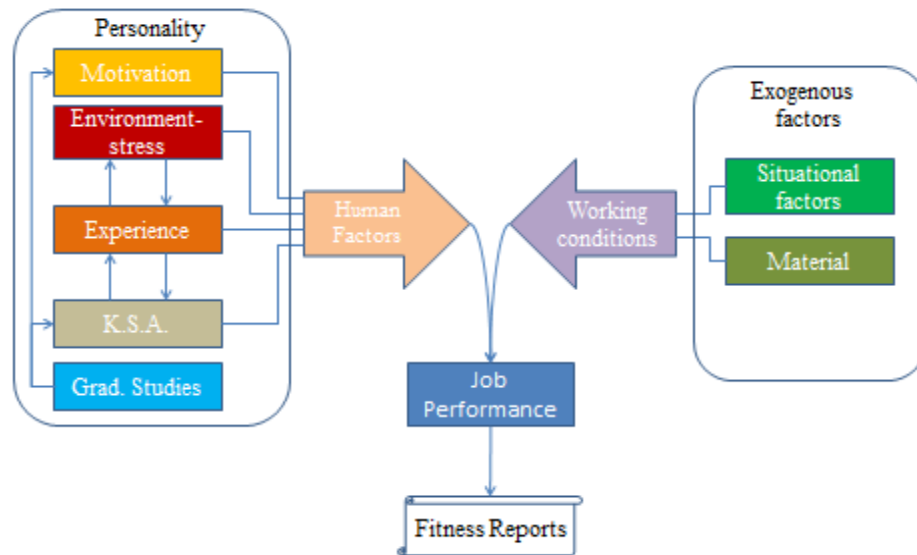 Personality
Motivation
Environment-
stress
Experience
K.S.A.
Grad. Studies
Human
Factors
Working
conditions
Exogenous
factors
Situational
factors
Material
Job
Performance
Fitness Reports